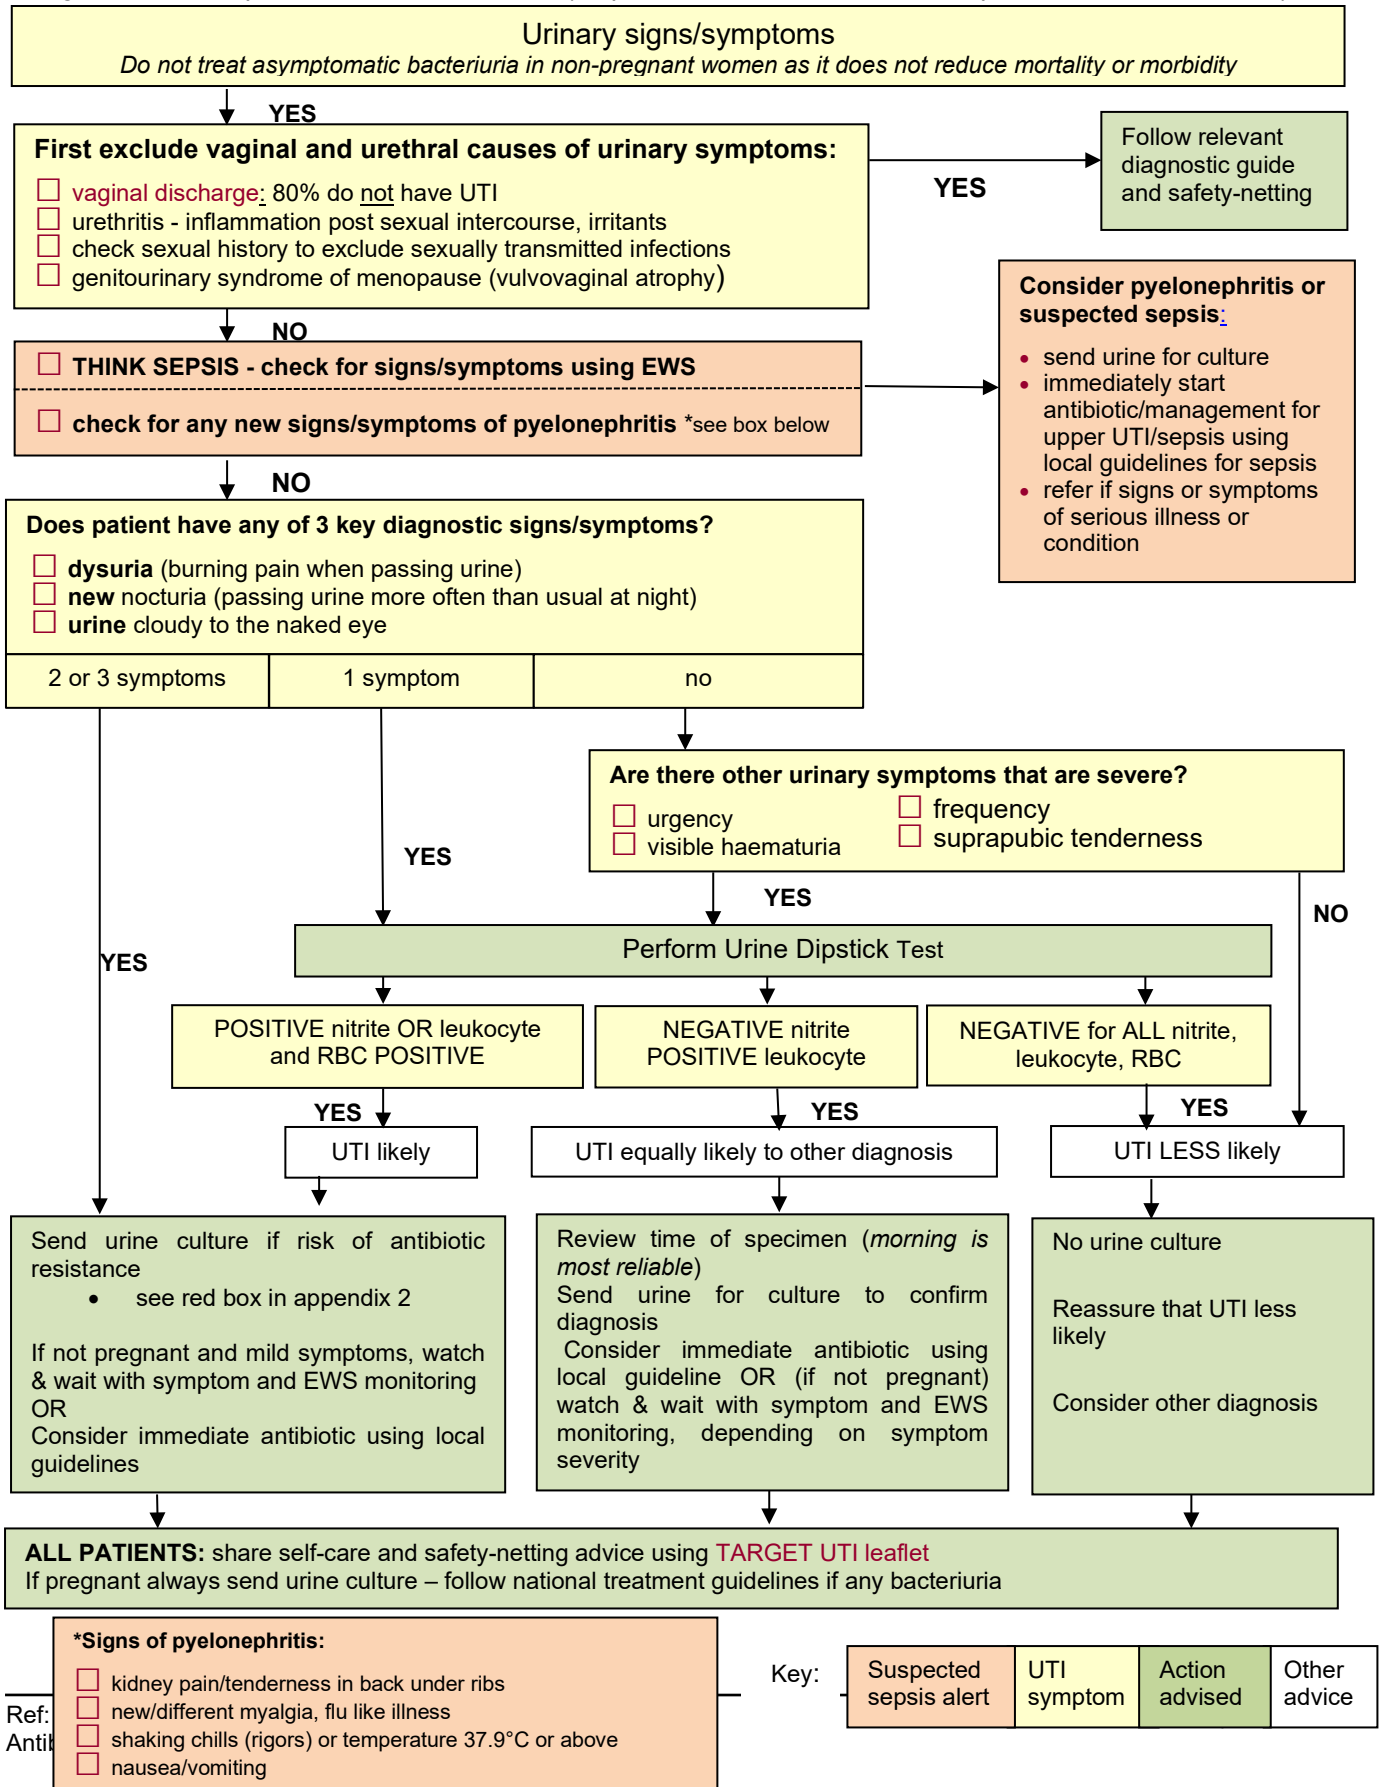 Urinary signs/symptoms
Do not treat asymptomatic bacteriuria in non-pregnant women as it does not reduce mortality or morbidity
YES
First exclude vaginal and urethral causes of urinary symptoms:
vaginal discharge: 80% do not have UTI
urethritis - inflammation post sexual intercourse, irritants
check sexual history to exclude sexually transmitted infections
genitourinary syndrome of menopause (vulvovaginal atrophy)
YES
Follow relevant
diagnostic guide
and safety-netting
NO
THINK SEPSIS - check for signs/symptoms using EWS
check for any new signs/symptoms of pyelonephritis *see box below
Consider pyelonephritis or
suspected sepsis:
• send urine for culture
• immediately start
antibiotic/management for
upper UTI/sepsis using
local guidelines for sepsis
• refer if signs or symptoms
of serious illness or
condition
NO
Does patient have any of 3 key diagnostic signs/symptoms?
dysuria (burning pain when passing urine)
new nocturia (passing urine more often than usual at night)
urine cloudy to the naked eye
2 or 3 symptoms
1 symptom
no
Are there other urinary symptoms that are severe?
urgency
visible haematuria
frequency
suprapubic tenderness
YES
YES
NO
YES
Perform Urine Dipstick Test
POSITIVE nitrite OR leukocyte
and RBC POSITIVE
NEGATIVE nitrite
POSITIVE leukocyte
NEGATIVE for ALL nitrite,
leukocyte, RBC
YES
YES
YES
UTI likely
UTI equally likely to other diagnosis
UTI LESS likely
Send urine culture if risk of antibiotic
resistance
• see red box in appendix 2
If not pregnant and mild symptoms, watch
& wait with symptom and EWS monitoring
OR
Consider immediate antibiotic using local
guidelines
Review time of specimen (morning is
most reliable)
Send urine for culture to confirm
diagnosis
Consider immediate antibiotic using
local guideline OR (if not pregnant)
watch & wait with symptom and EWS
monitoring, depending on symptom
severity
No urine culture
Reassure that UTI less
likely
Consider other diagnosis
ALL PATIENTS: share self-care and safety-netting advice using TARGET UTI leaflet
If pregnant always send urine culture – follow national treatment guidelines if any bacteriuria
*Signs of pyelonephritis:
kidney pain/tenderness in back under ribs
new/different myalgia, flu like illness
shaking chills (rigors) or temperature 37.9°C or above
nausea/vomiting
Key:
Suspected
sepsis alert
UTI
symptom
Action
advised
Other
advice
Ref: